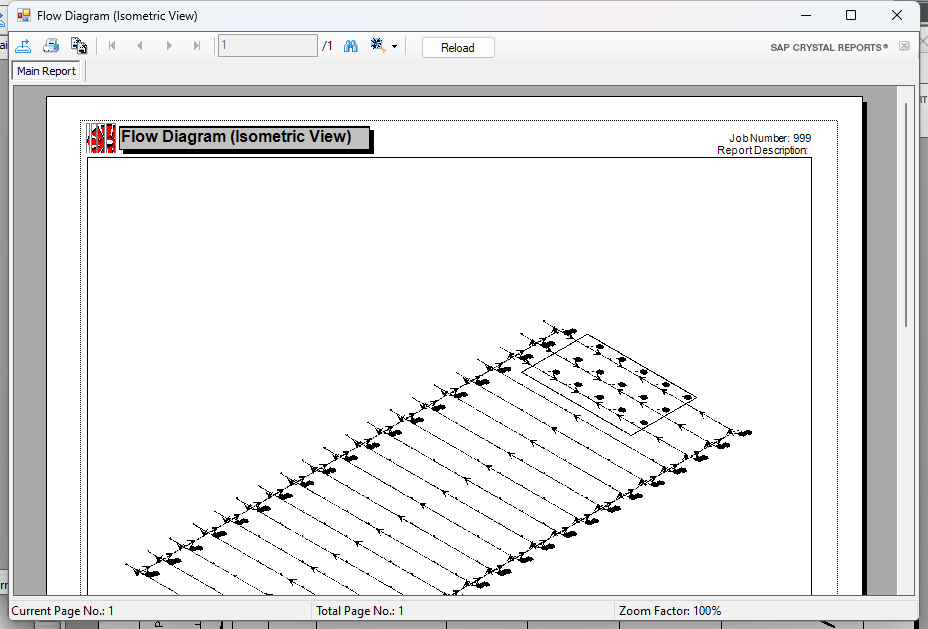 Flow Diagram (Isometric View)
1
/1
Reload
SAP CRYSTAL REPORTS®
Main Report
Flow Diagram (Isometric View)
Job Number: 999
Report Description:
Current Page No.: 1
Total Page No.: 1
Zoom Factor: 100%